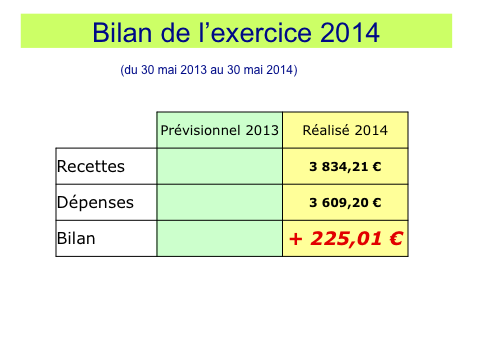 Bilan de l’exercice 2014
(du 30 mai 2013 au 30 mai 2014)
Prévisionnel 2013 Réalisé 2014
Recettes 3 834,21 €
Dépenses 3 609,20 €
Bilan + 225,01 €